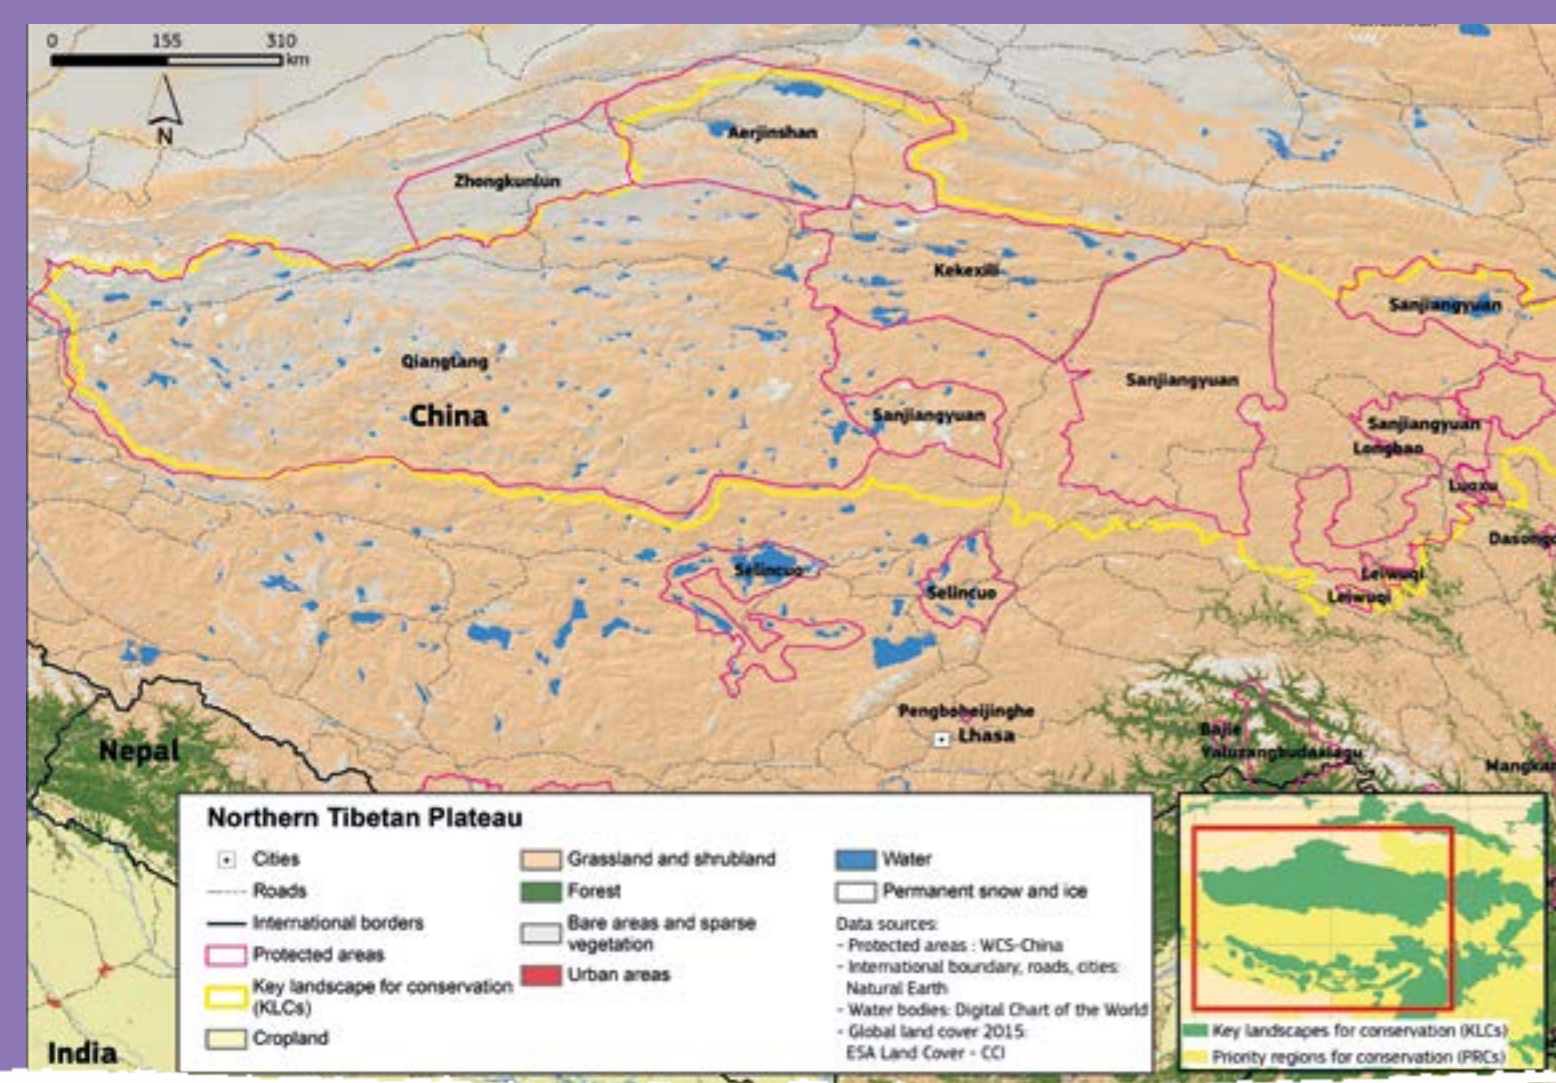 0 155 310
km
N
Aerjinshan
Zhongkunlun
Kekexili
Sanjiangyuan
Qiangtang
Sanjiangyuan
China
Sanjiangyuan
Sanjiangyuan
Longbao
Luoxu
Dasongc
Selincuo
Leiwuqi
Selincuo
Leiwuqi
Pengboheijinghe
Lhasa
Bajie
Nepal
Mangkan
Northern Tibetan Plateau
Cities
Roads
International borders
Protected areas
Key landscape for conservation
(KLCs)
Cropland
Grassland and shrubland
Forest
Bare areas and sparse
vegetation
Urban areas
Water
Permanent snow and ice
Data sources:
- Protected areas : WCS-China
- International boundary, roads, cities:
Natural Earth
- Water bodies: Digital Chart of the World
- Global land cover 2015:
ESA Land Cover - CCI
Key landscapes for conservation (KLCs)
Priority regions for conservation (PRCs)
India